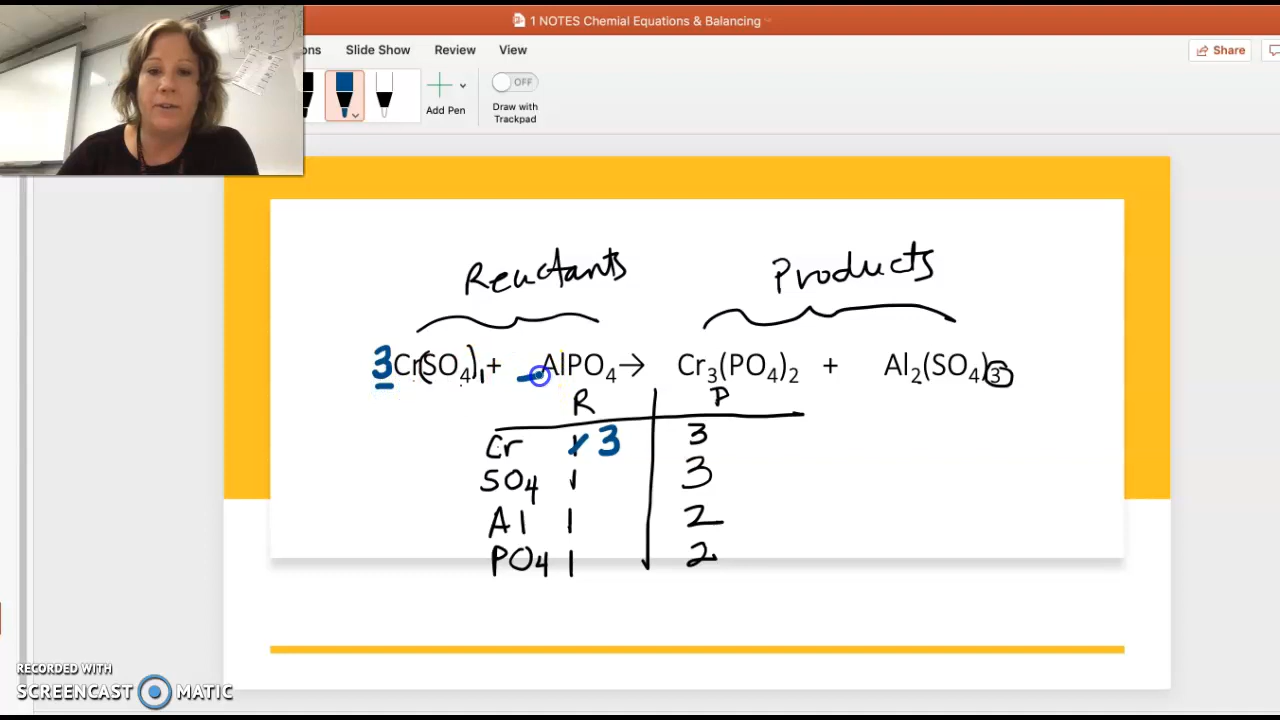 1 NOTES Chemial Equations & Balancing
ons Slide Show Review View
Share
OFF
Add Pen
Draw with
Trackpad
Reactants Products
3Cr(SO₄)₁ + _AlPO₄ → Cr₃(PO₄)₂ + Al₂(SO₄)₃
R P
Cr 1 3 3
SO₄ 1 3
Al 1 2
PO₄ 1 2
RECORDED WITH
SCREENCAST MATIC